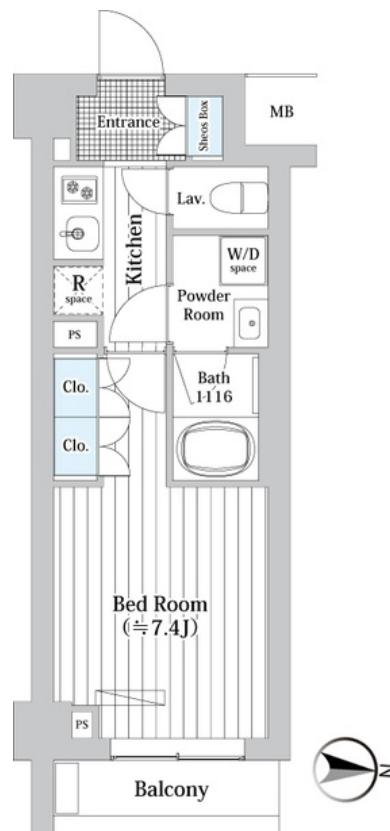 Entrance
Sheos Box
MB
Lav.
Kitchen
W/D
space
R
space
Powder
Room
PS
Clo.
Bath
1116
Clo.
Bed Room
(≒7.4J)
PS
N
Balcony